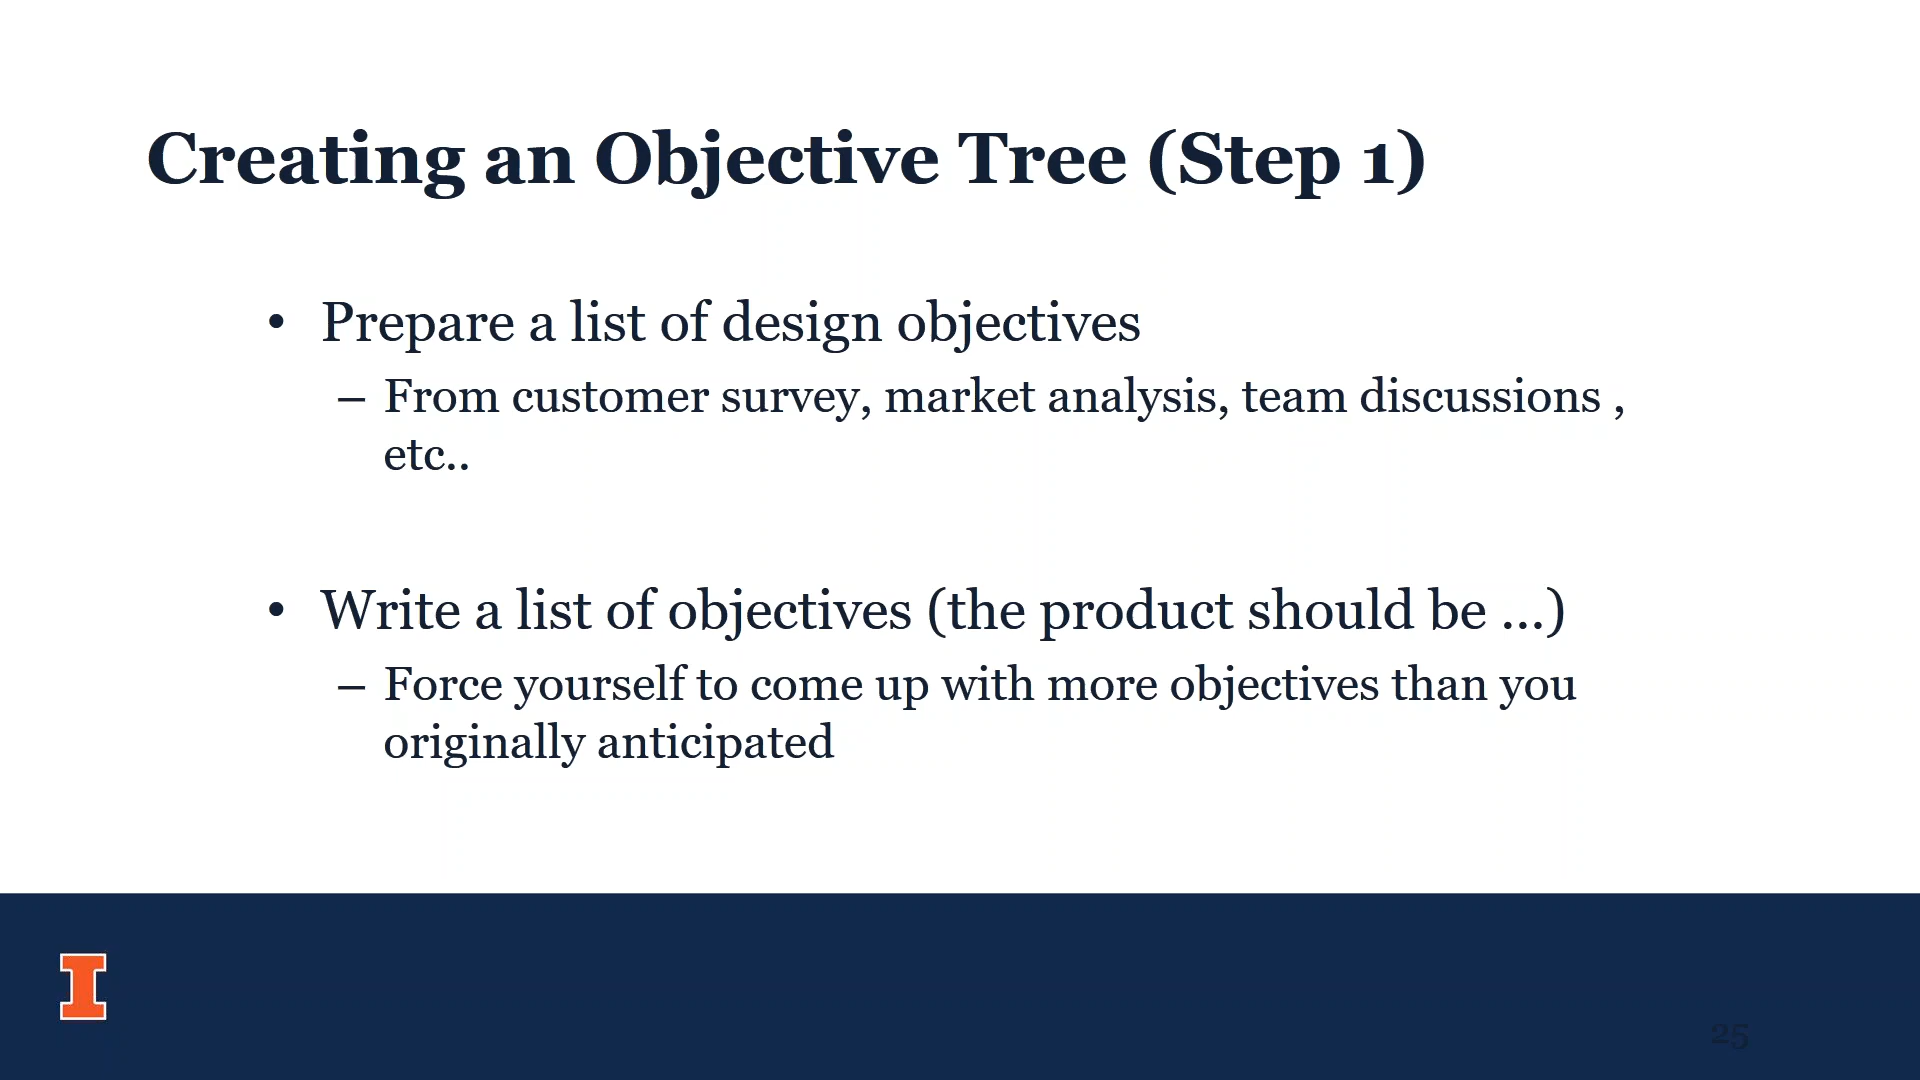 Creating an Objective Tree (Step 1)
• Prepare a list of design objectives
– From customer survey, market analysis, team discussions ,
etc..
• Write a list of objectives (the product should be ...)
– Force yourself to come up with more objectives than you
originally anticipated
I
25